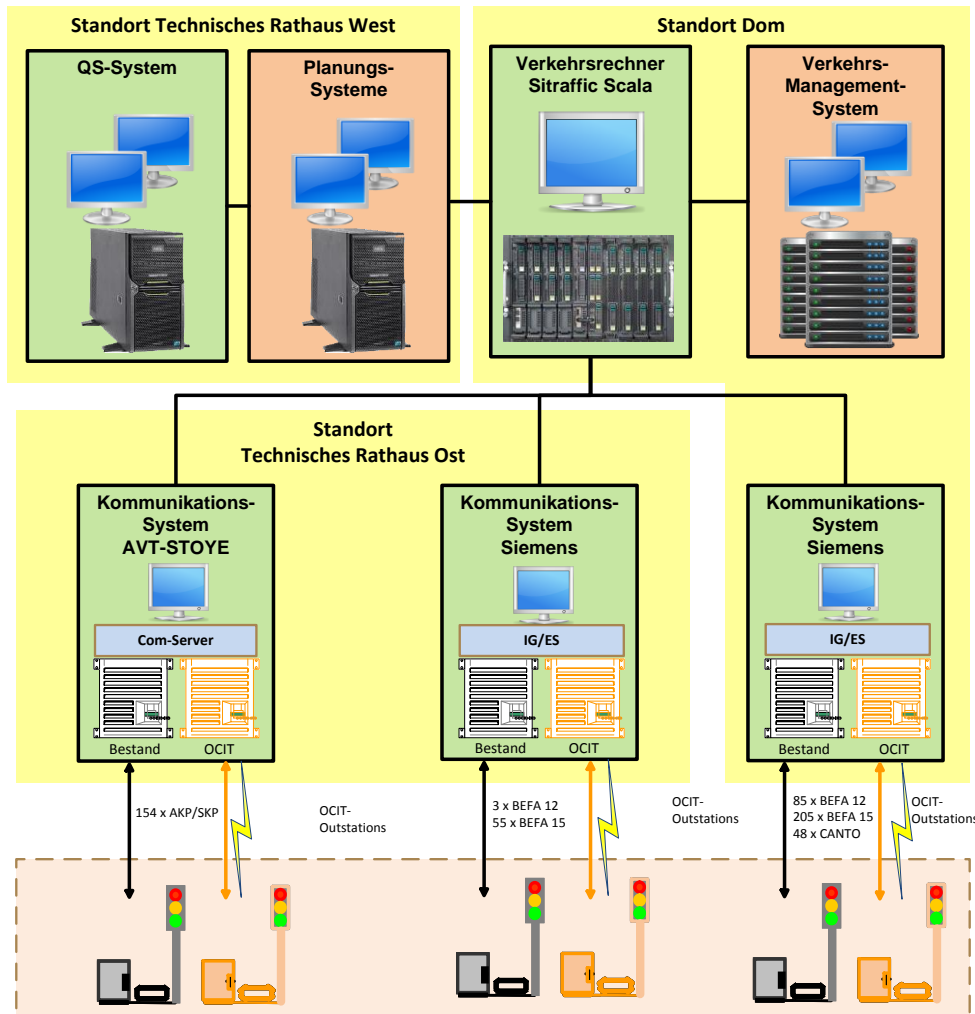 Standort Technisches Rathaus West
Standort Dom
QS-System
Planungs-
Systeme
Verkehrsrechner
Sitraffic Scala
Verkehrs-
Management-
System
Standort
Technisches Rathaus Ost
Kommunikations-
System
AVT-STOYE
Com-Server
Bestand
OCIT
Kommunikations-
System
Siemens
IG/ES
Bestand
OCIT
Kommunikations-
System
Siemens
IG/ES
Bestand
OCIT
154 x AKP/SKP
OCIT-
Outstations
3 x BEFA 12
55 x BEFA 15
OCIT-
Outstations
85 x BEFA 12
205 x BEFA 15
48 x CANTO
OCIT-
Outstations